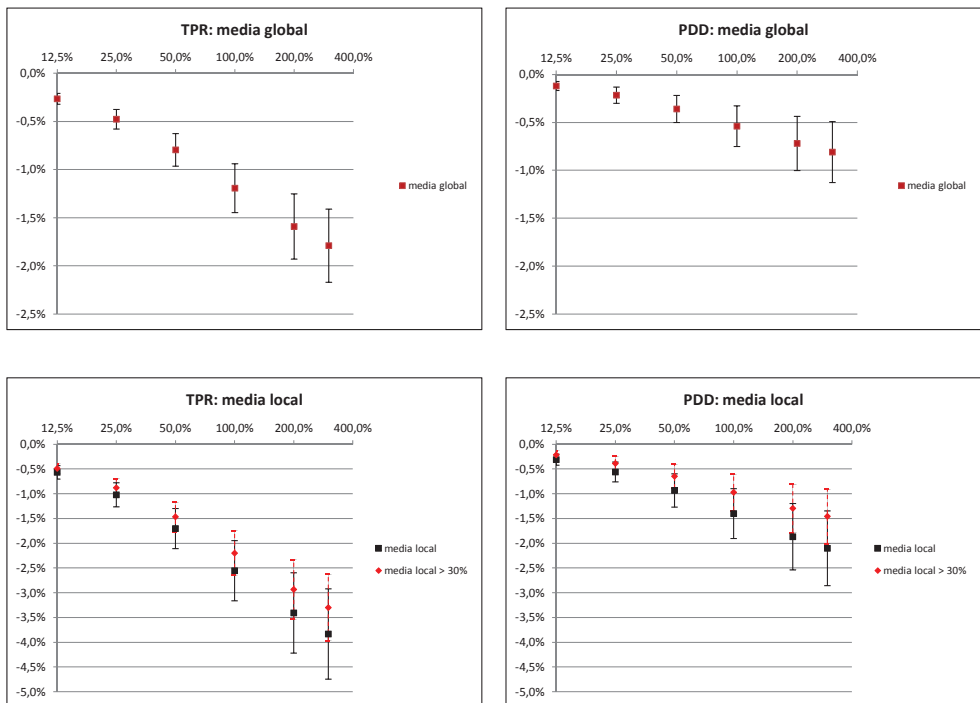 TPR: media global
12,5% 25,0% 50,0% 100,0% 200,0% 400,0%
0,0%
-0,5%
-1,0%
-1,5%
-2,0%
-2,5%
media global
PDD: media global
12,5% 25,0% 50,0% 100,0% 200,0% 400,0%
0,0%
-0,5%
-1,0%
-1,5%
-2,0%
-2,5%
media global
TPR: media local
12,5% 25,0% 50,0% 100,0% 200,0% 400,0%
0,0%
-0,5%
-1,0%
-1,5%
-2,0%
-2,5%
-3,0%
-3,5%
-4,0%
-4,5%
-5,0%
media local
media local > 30%
PDD: media local
12,5% 25,0% 50,0% 100,0% 200,0% 400,0%
0,0%
-0,5%
-1,0%
-1,5%
-2,0%
-2,5%
-3,0%
-3,5%
-4,0%
-4,5%
-5,0%
media local
media local > 30%